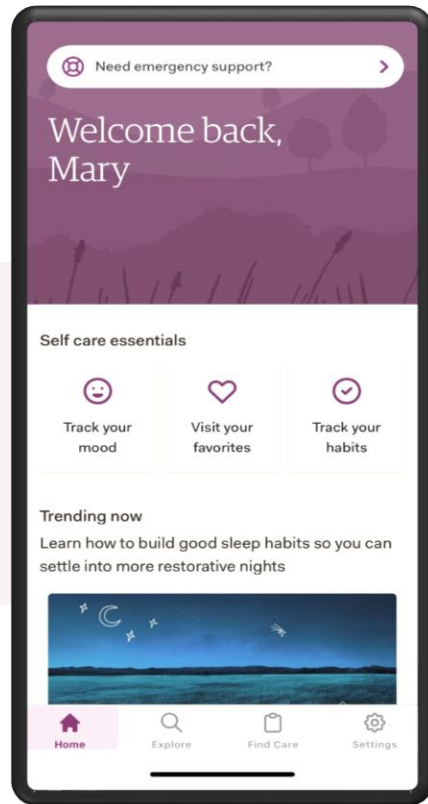 Need emergency support?
Welcome back,
Mary
Self care essentials
Track your
mood
Visit your
favorites
Track your
habits
Trending now
Learn how to build good sleep habits so you can
settle into more restorative nights
Home
Explore
Find Care
Settings